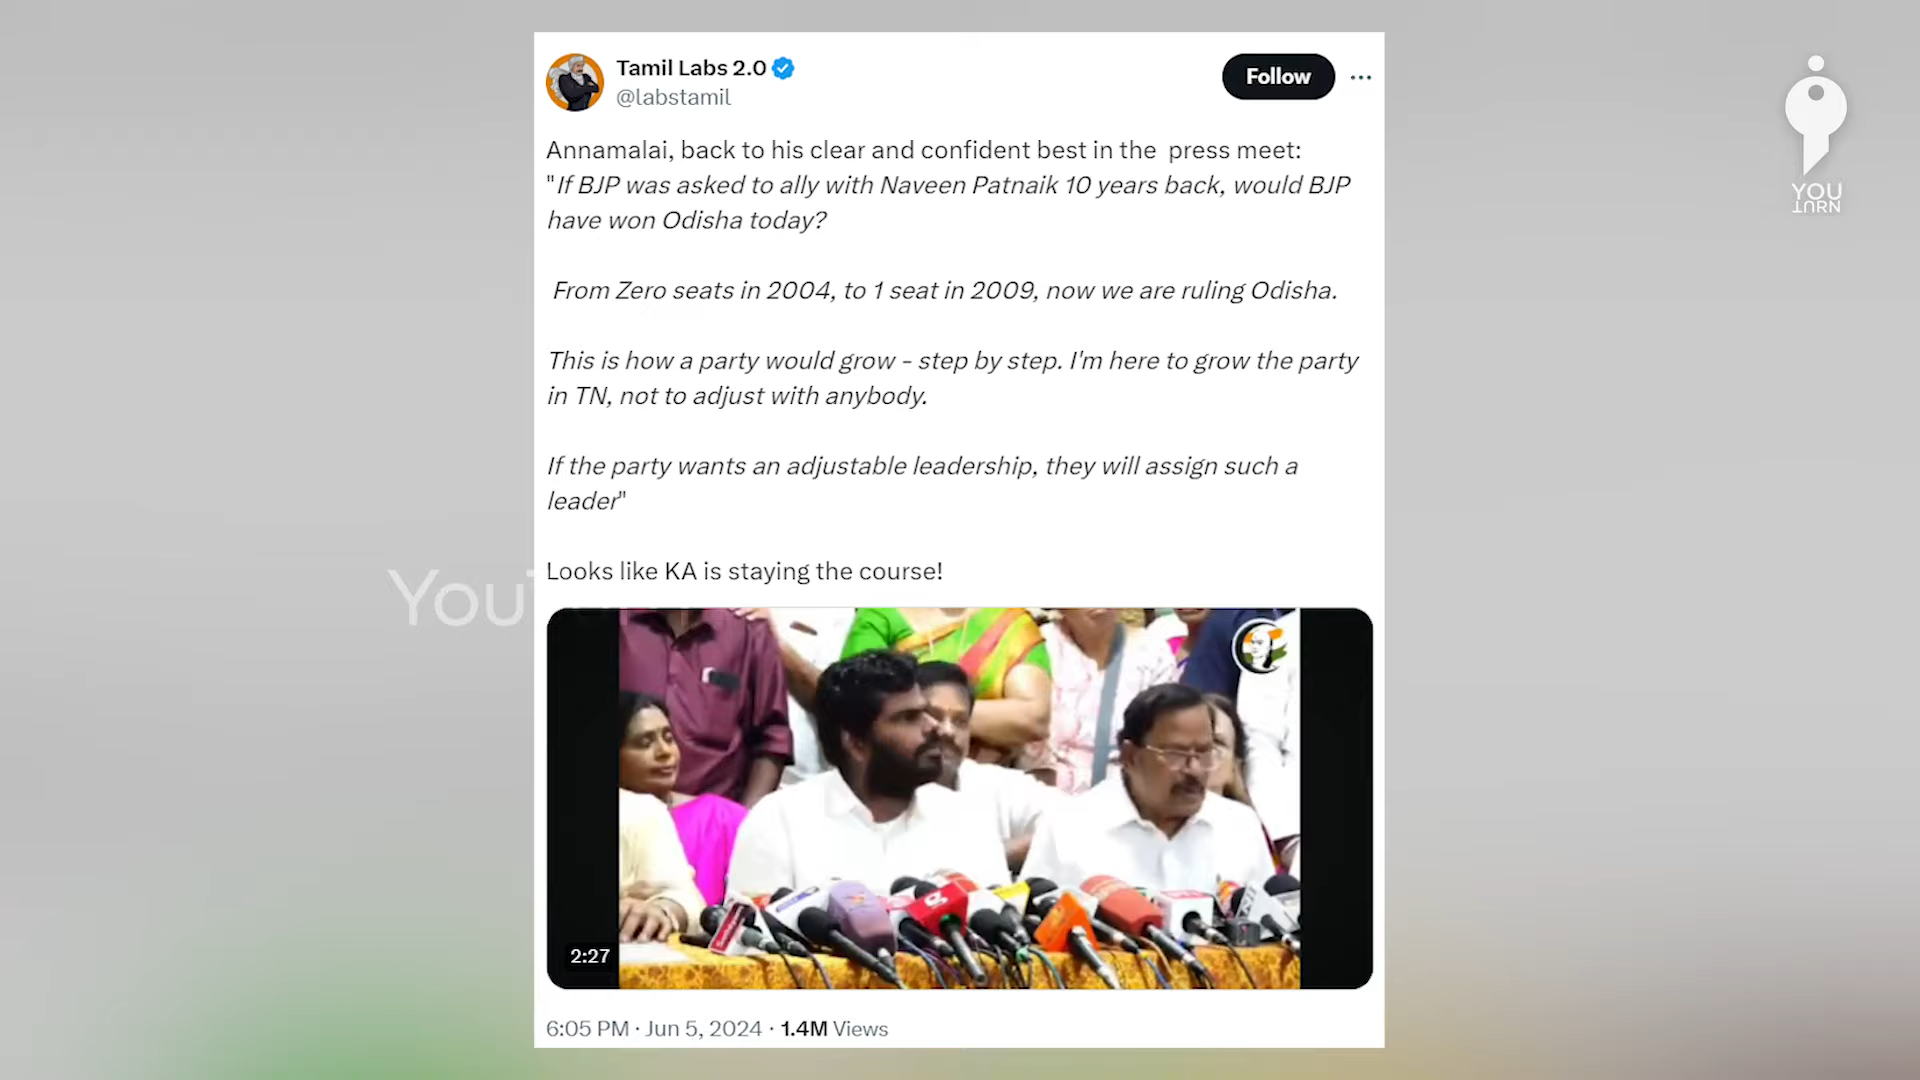 Tamil Labs 2.0
@labstamil
Follow
Annamalai, back to his clear and confident best in the press meet:
"If BJP was asked to ally with Naveen Patnaik 10 years back, would BJP
have won Odisha today?
From Zero seats in 2004, to 1 seat in 2009, now we are ruling Odisha.
This is how a party would grow - step by step. I'm here to grow the party
in TN, not to adjust with anybody.
If the party wants an adjustable leadership, they will assign such a
leader"
Looks like KA is staying the course!
2:27
6:05 PM · Jun 5, 2024 · 1.4M Views
YOU
TURN